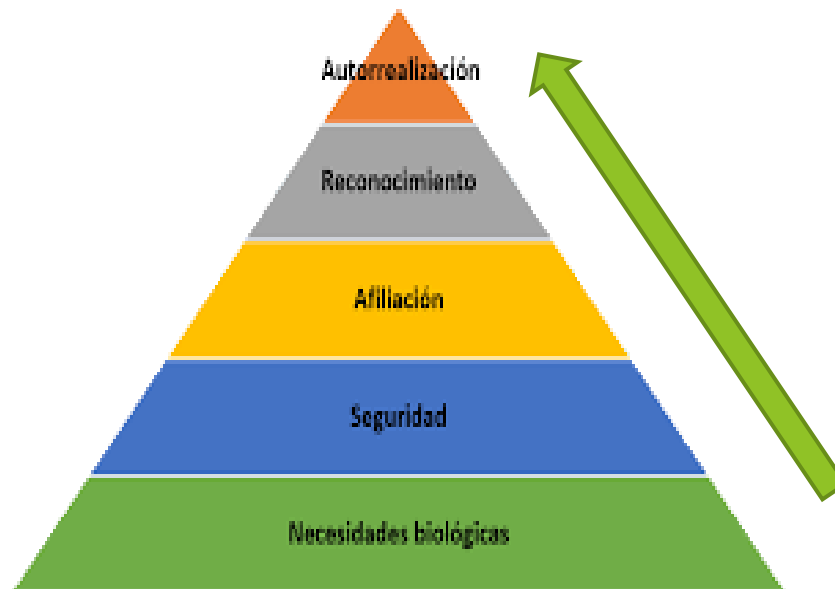 Autorrealización
Reconocimiento
Afiliación
Seguridad
Necesidades biológicas